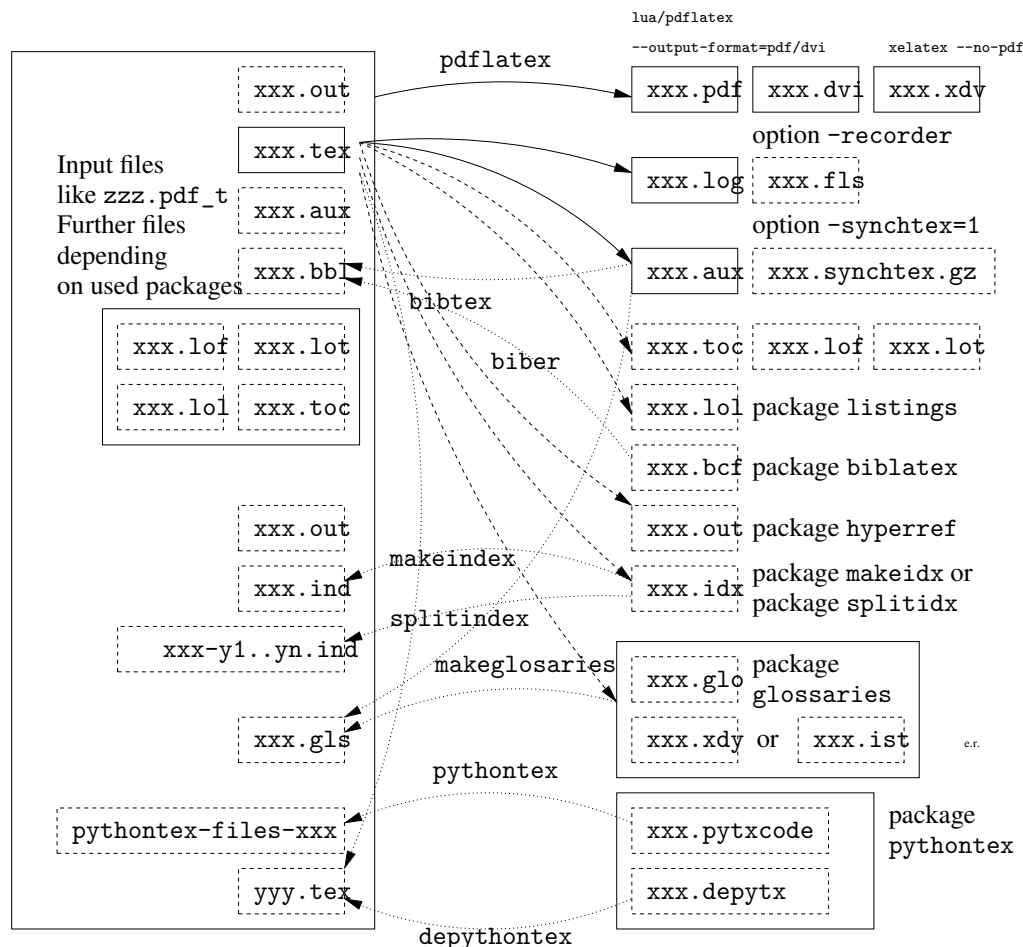 lua/pdflatex
--output-format=pdf/dvi
xelatex --no-pdf
pdflatex
xxx.out
xxx.pdf
xxx.dvi
xxx.xdv
option -recorder
xxx.tex
Input files
like zzz.pdf_t
Further files
depending
on used packages
xxx.log
xxx.fls
xxx.aux
option -synchtex=1
xxx.bbl
xxx.aux
xxx.synchtex.gz
bibtex
xxx.lof
xxx.lot
biber
xxx.toc
xxx.lof
xxx.lot
xxx.lol
xxx.toc
xxx.lol
package listings
xxx.bcf
package biblatex
xxx.out
xxx.out
package hyperref
makeindex
xxx.ind
xxx.idx
package makeidx or
package splitidx
splitindex
xxx-y1..yn.ind
makeglosaries
xxx.glo
package
glossaries
xxx.gls
xxx.xdy
or
xxx.ist
e.r.
pythontex
pythontex-files-xxx
xxx.pytxcode
package
pythontex
yyy.tex
xxx.depytx
depythontex